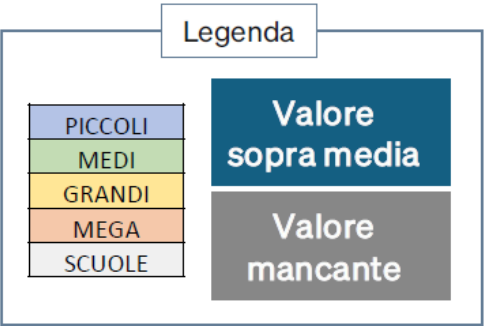 Legenda
PICCOLI
MEDI
GRANDI
MEGA
SCUOLE
Valore
sopra media
Valore
mancante